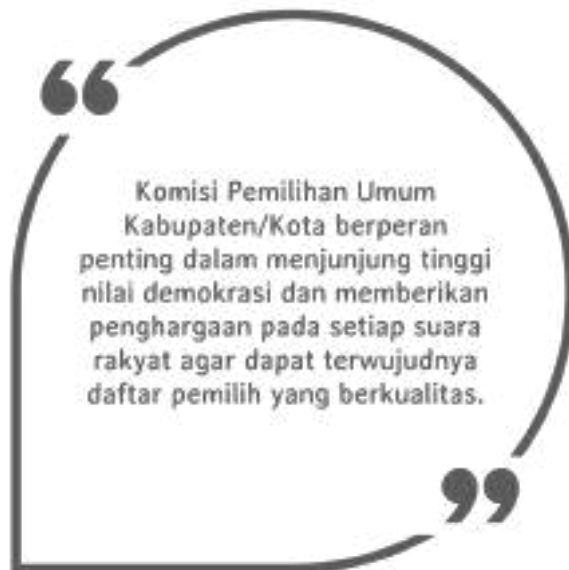 Komisi Pemilihan Umum
Kabupaten/Kota berperan
penting dalam menjunjung tinggi
nilai demokrasi dan memberikan
penghargaan pada setiap suara
rakyat agar dapat terwujudnya
daftar pemilih yang berkualitas.